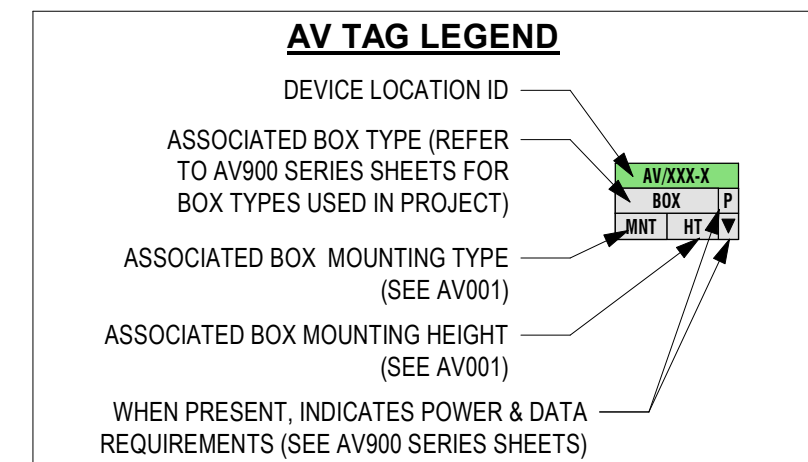 AV TAG LEGEND
DEVICE LOCATION ID
ASSOCIATED BOX TYPE (REFER
TO AV900 SERIES SHEETS FOR
BOX TYPES USED IN PROJECT)
ASSOCIATED BOX MOUNTING TYPE
(SEE AV001)
ASSOCIATED BOX MOUNTING HEIGHT
(SEE AV001)
WHEN PRESENT, INDICATES POWER & DATA
REQUIREMENTS (SEE AV900 SERIES SHEETS)
AV/XXX-X
BOX P
MNT HT ▼